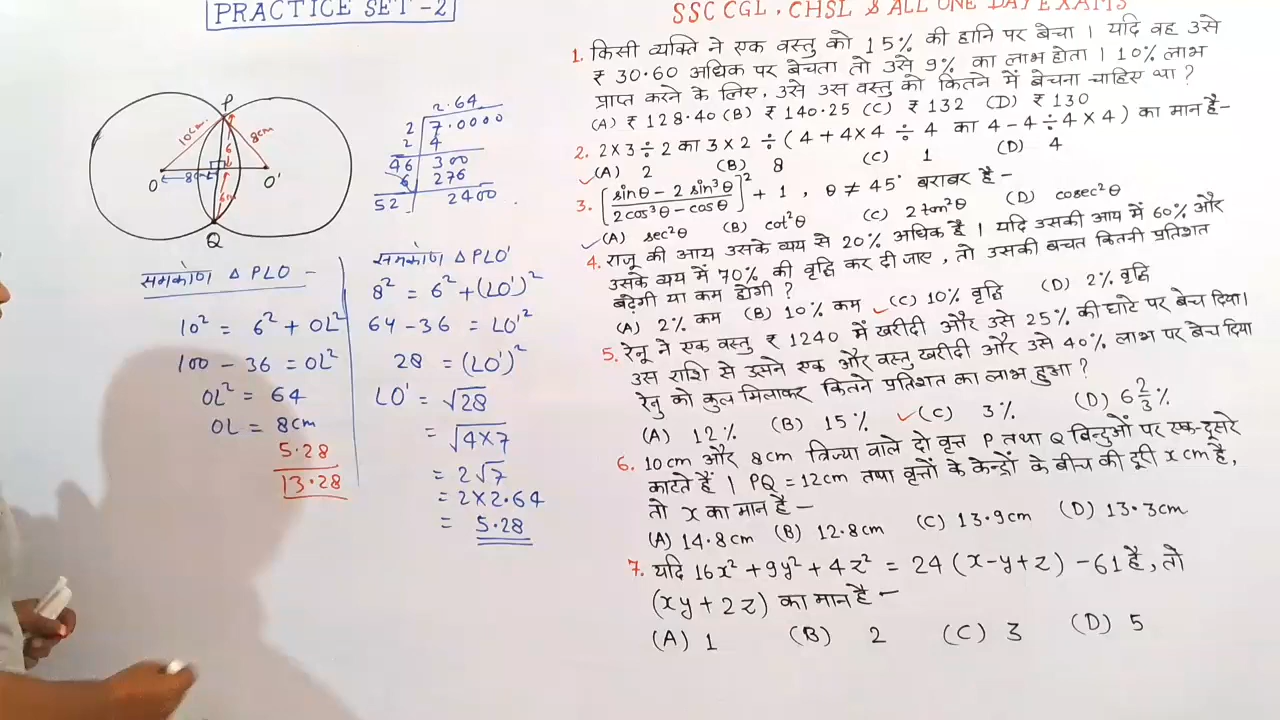 PRACTICE SET-2
SSC CGL, CHSL & ALL ONE DAY EXAMS
P
10cm.
8cm
6
8cm
O
O'
6cm
Q
2.64
2 7.0000
2 4
46 300
6 276
52 2400
समकोण Δ PLO -
10² = 6² + OL²
100 - 36 = OL²
OL² = 64
OL = 8cm
5.28
13.28
समकोण Δ PLO'
8² = 6² + (LO')²
64 - 36 = LO'²
28 = (LO')²
LO' = √28
= √4×7
= 2√7
= 2×2.64
= 5.28
1. किसी व्यक्ति ने एक वस्तु को 15% की हानि पर बेचा । यदि वह उसे
₹ 30.60 अधिक पर बेचता तो उसे 9% का लाभ होता । 10% लाभ
प्राप्त करने के लिए, उसे उस वस्तु को कितने में बेचना चाहिए था ?
(A) ₹ 128.40 (B) ₹ 140.25 (C) ₹ 132 (D) ₹ 130
2. 2×3÷2 का 3×2 ÷ (4+4×4÷4 का 4-4÷4×4) का मान है-
(A) 2 (B) 8 (C) 1 (D) 4
3. [sinθ - 2 sin³θ / 2cos³θ - cosθ]² + 1, θ ≠ 45° बराबर है -
(A) sec²θ (B) cot²θ (C) 2tan²θ (D) cosec²θ
4. राजू की आय उसके व्यय से 20% अधिक है । यदि उसकी आय में 60% और
उसके व्यय में 70% की वृद्धि कर दी जाए, तो उसकी बचत कितनी प्रतिशत
बढ़ेगी या कम होगी ?
(A) 2% कम (B) 10% कम (C) 10% वृद्धि (D) 2% वृद्धि
5. रेनू ने एक वस्तु ₹ 1240 में खरीदी और उसे 25% की घाटे पर बेच दिया।
उस राशि से उसने एक और वस्तु खरीदी और उसे 40% लाभ पर बेच दिया
रेनु को कुल मिलाकर कितने प्रतिशत का लाभ हुआ ?
(A) 12% (B) 15% (C) 3% (D) 6 2/3 %
6. 10cm और 8cm त्रिज्या वाले दो वृत्त P तथा Q बिन्दुओं पर एक-दूसरे
काटते हैं । PQ = 12cm तथा वृत्तों के केन्द्रों के बीच की दूरी x cm है,
तो x का मान है -
(A) 14.8cm (B) 12.8cm (C) 13.9cm (D) 13.3cm
7. यदि 16x² + 9y² + 4z² = 24 (x-y+z) - 61 है, तो
(xy+2z) का मान है -
(A) 1 (B) 2 (C) 3 (D) 5